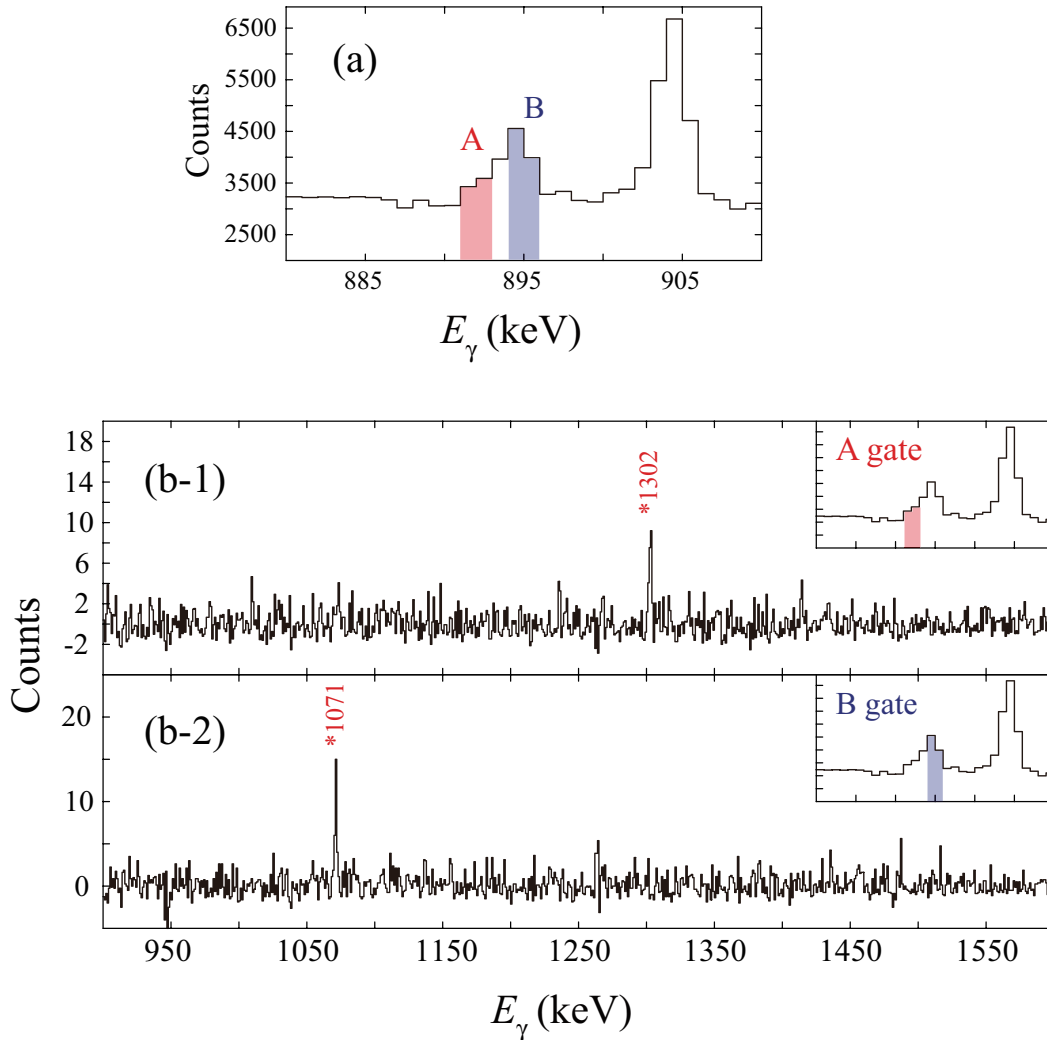 (a)
Counts
6500
5500
4500
3500
2500
A
B
885
895
905
Eγ (keV)
(b-1)
*1302
A gate
18
14
10
6
2
-2
Counts
(b-2)
*1071
B gate
20
10
0
950
1050
1150
1250
1350
1450
1550
Eγ (keV)